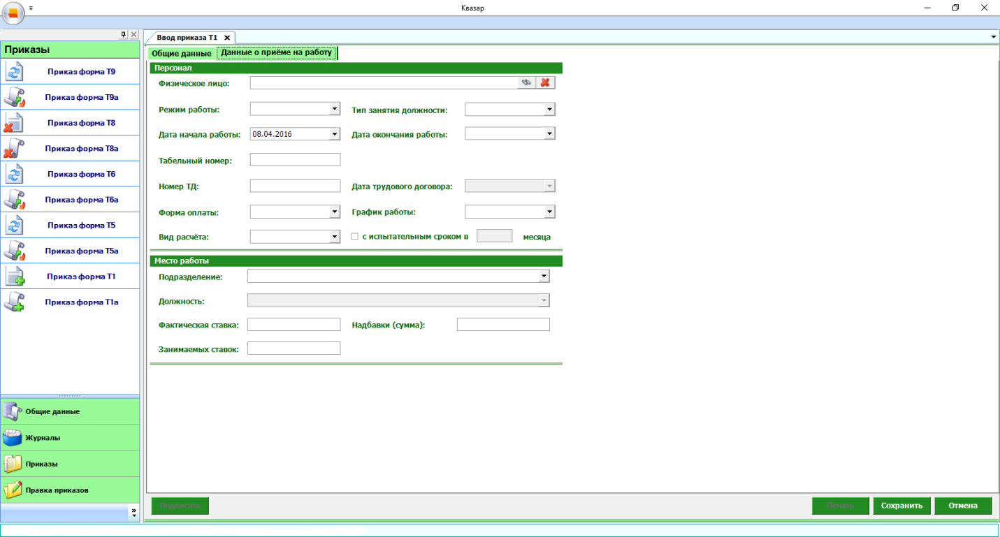 Квазар
Ввод приказа Т1
Приказы
Приказ форма Т9
Приказ форма Т9а
Приказ форма Т8
Приказ форма Т8а
Приказ форма Т6
Приказ форма Т6а
Приказ форма Т5
Приказ форма Т5а
Приказ форма Т1
Приказ форма Т1а
Общие данные
Журналы
Приказы
Правка приказов
Общие данные Данные о приёме на работу
Персонал
Физическое лицо:
Режим работы: Тип занятия должности:
Дата начала работы: 08.04.2016 Дата окончания работы:
Табельный номер:
Номер ТД: Дата трудового договора:
Форма оплаты: График работы:
Вид расчёта: с испытательным сроком в месяца
Место работы
Подразделение:
Должность:
Фактическая ставка: Надбавки (сумма):
Занимаемых ставок:
Подписать Печать Сохранить Отмена